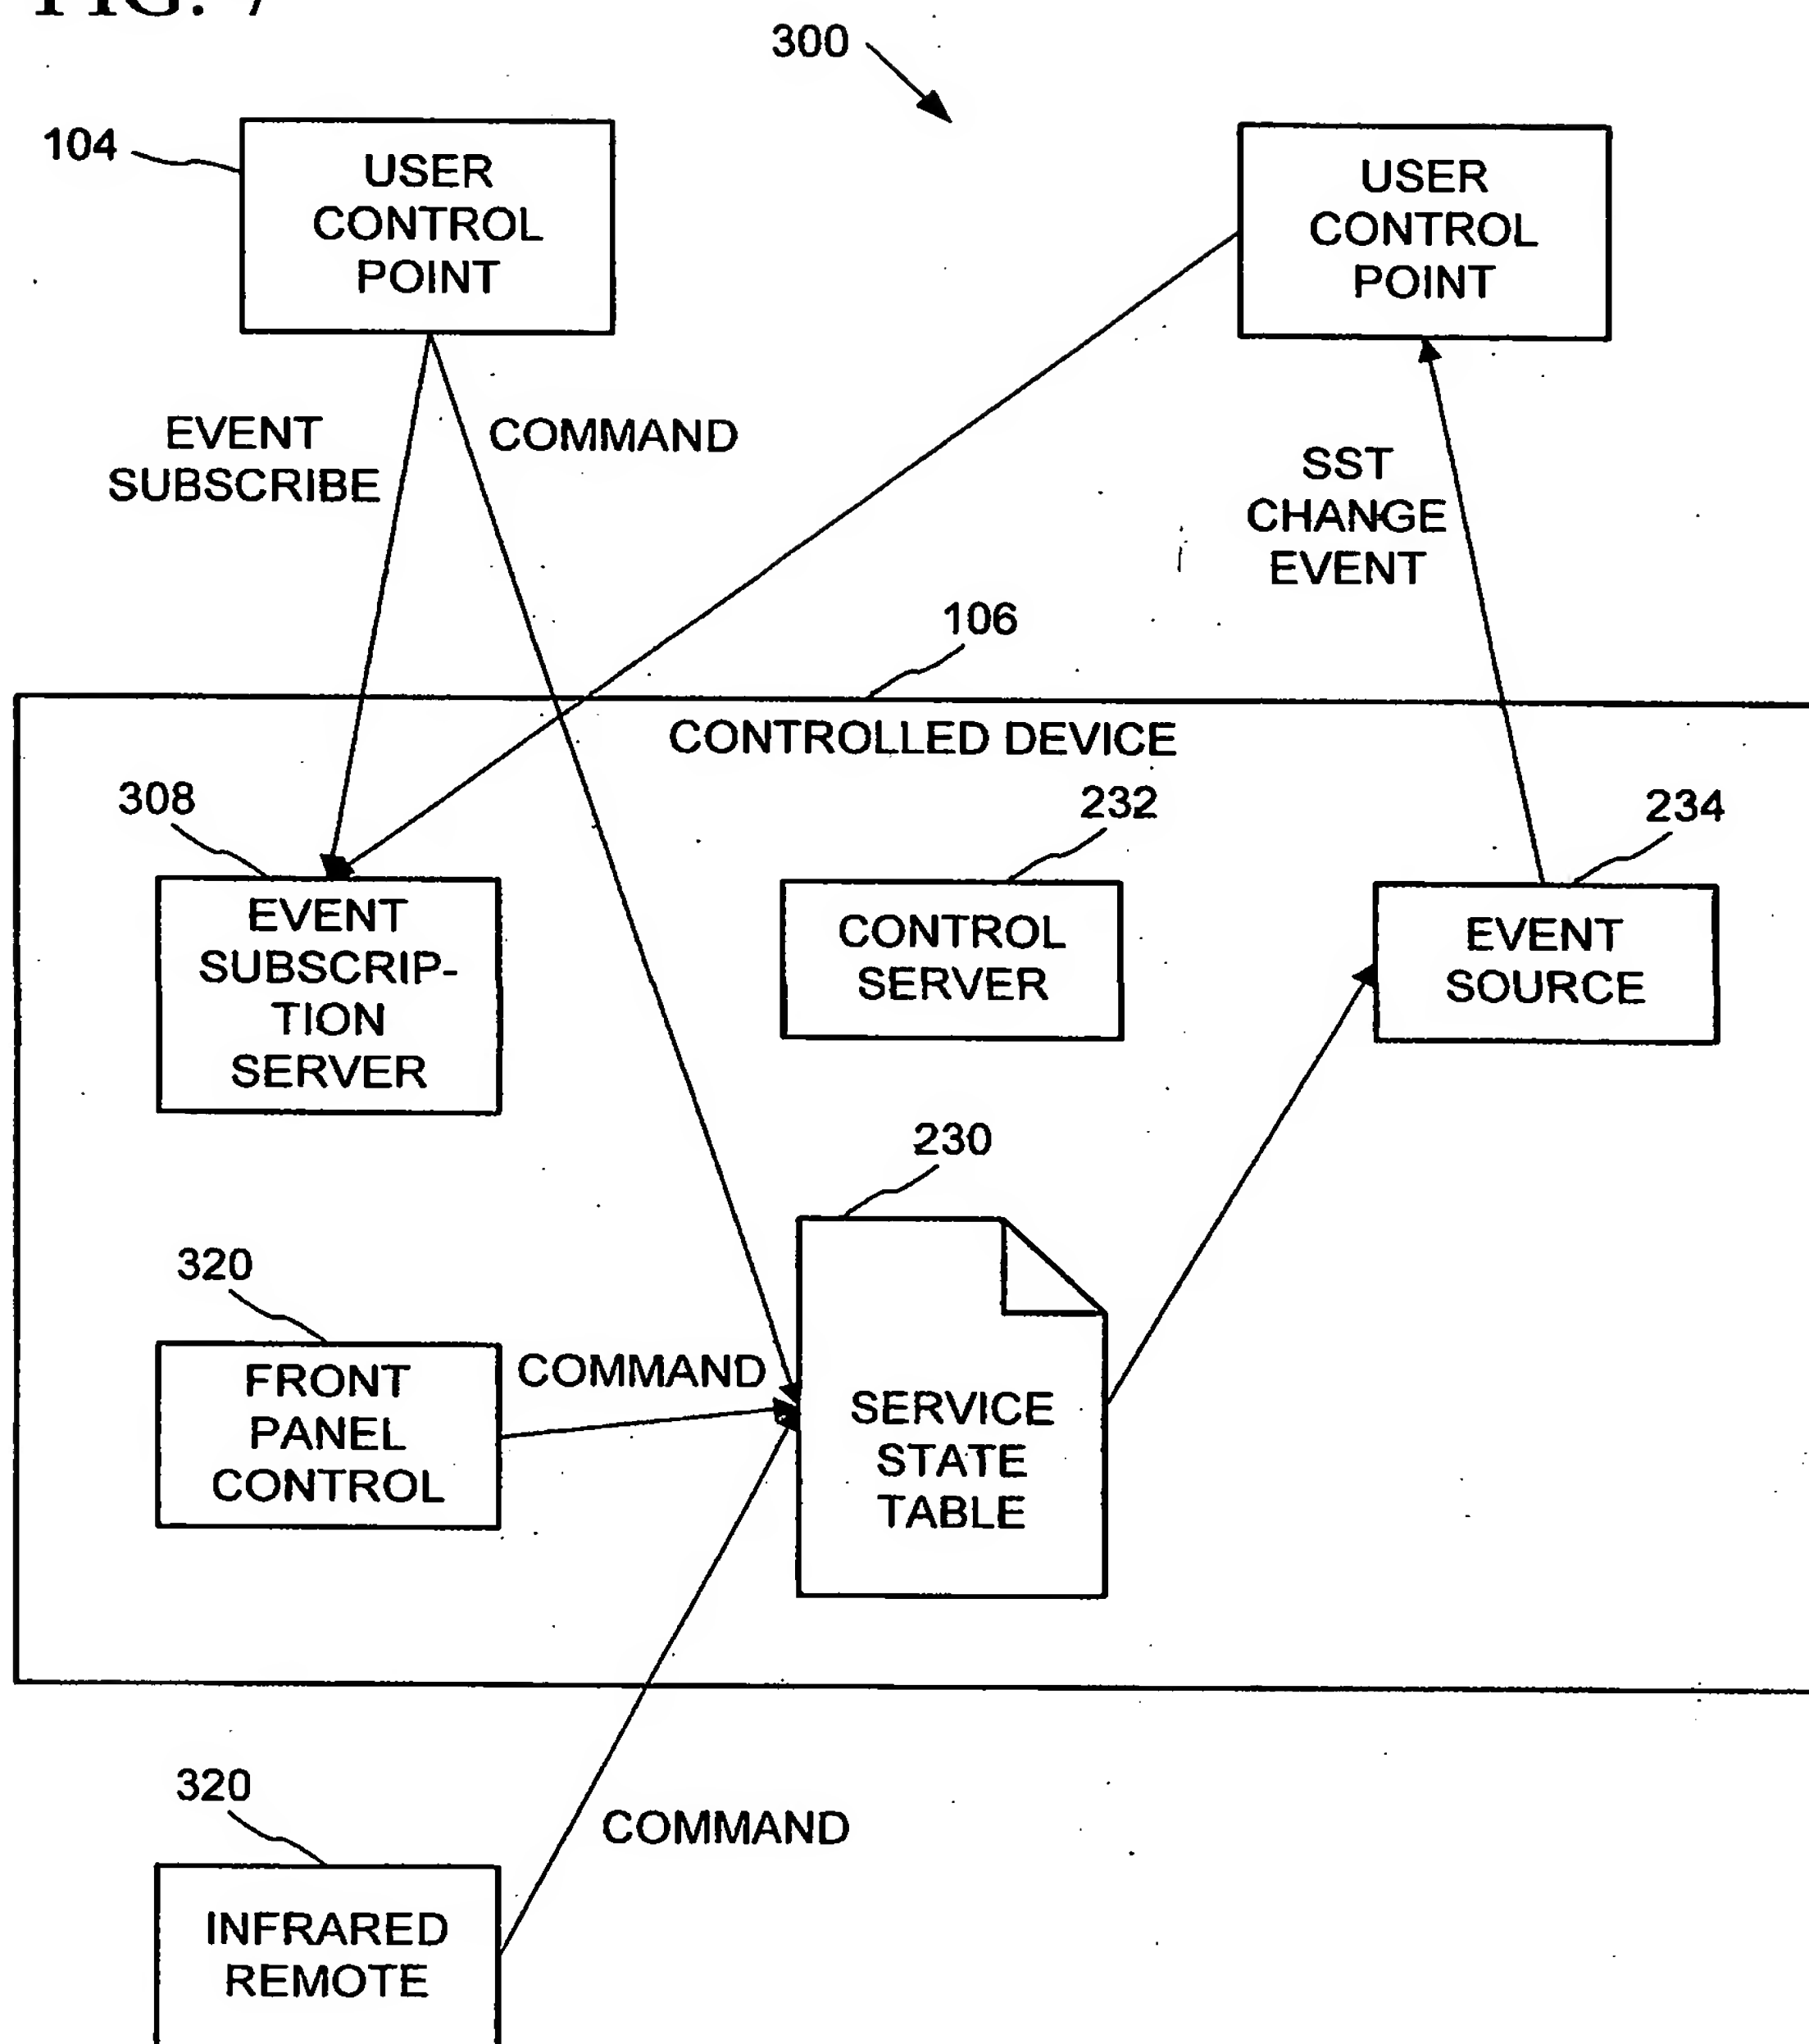 FIG. 7
300
104
USER
CONTROL
POINT
USER
CONTROL
POINT
EVENT
SUBSCRIBE
COMMAND
SST
CHANGE
EVENT
106
CONTROLLED DEVICE
308
232
234
EVENT
SUBSCRIP-
TION
SERVER
CONTROL
SERVER
EVENT
SOURCE
230
320
FRONT
PANEL
CONTROL
COMMAND
SERVICE
STATE
TABLE
320
COMMAND
INFRARED
REMOTE